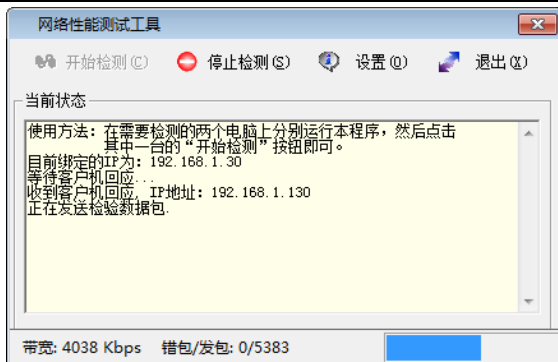 网络性能测试工具
开始检测(C) 停止检测(S) 设置(O) 退出(X)
当前状态
使用方法: 在需要检测的两个电脑上分别运行本程序, 然后点击
其中一台的“开始检测”按钮即可。
目前绑定的IP为: 192.168.1.30
等待客户机回应...
收到客户机回应, IP地址: 192.168.1.130
正在发送检验数据包.
带宽: 4038 Kbps 错包/发包: 0/5383